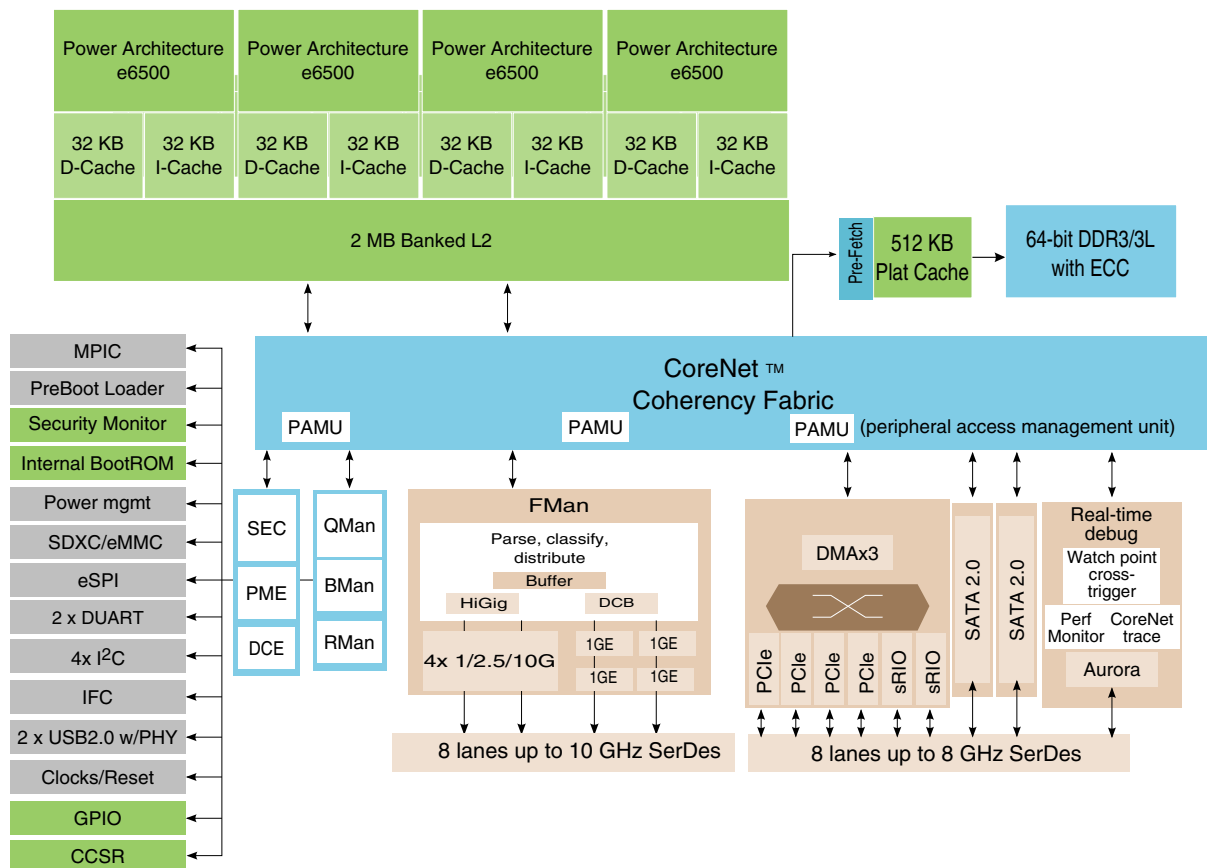 Power Architecture
e6500
Power Architecture
e6500
Power Architecture
e6500
Power Architecture
e6500
32 KB
D-Cache
32 KB
I-Cache
32 KB
D-Cache
32 KB
I-Cache
32 KB
D-Cache
32 KB
I-Cache
32 KB
D-Cache
32 KB
I-Cache
2 MB Banked L2
Pre-Fetch
512 KB
Plat Cache
64-bit DDR3/3L
with ECC
MPIC
PreBoot Loader
Security Monitor
Internal BootROM
Power mgmt
SDXC/eMMC
eSPI
2 x DUART
4x I²C
IFC
2 x USB2.0 w/PHY
Clocks/Reset
GPIO
CCSR
CoreNet TM
Coherency Fabric
PAMU
PAMU
PAMU (peripheral access management unit)
SEC
PME
DCE
QMan
BMan
RMan
FMan
Parse, classify,
distribute
Buffer
HiGig
DCB
4x 1/2.5/10G
1GE
1GE
1GE
1GE
8 lanes up to 10 GHz SerDes
DMAx3
PCIe
PCIe
PCIe
PCIe
sRIO
sRIO
SATA 2.0
SATA 2.0
Real-time
debug
Watch point
cross-
trigger
Perf
Monitor
CoreNet
trace
Aurora
8 lanes up to 8 GHz SerDes